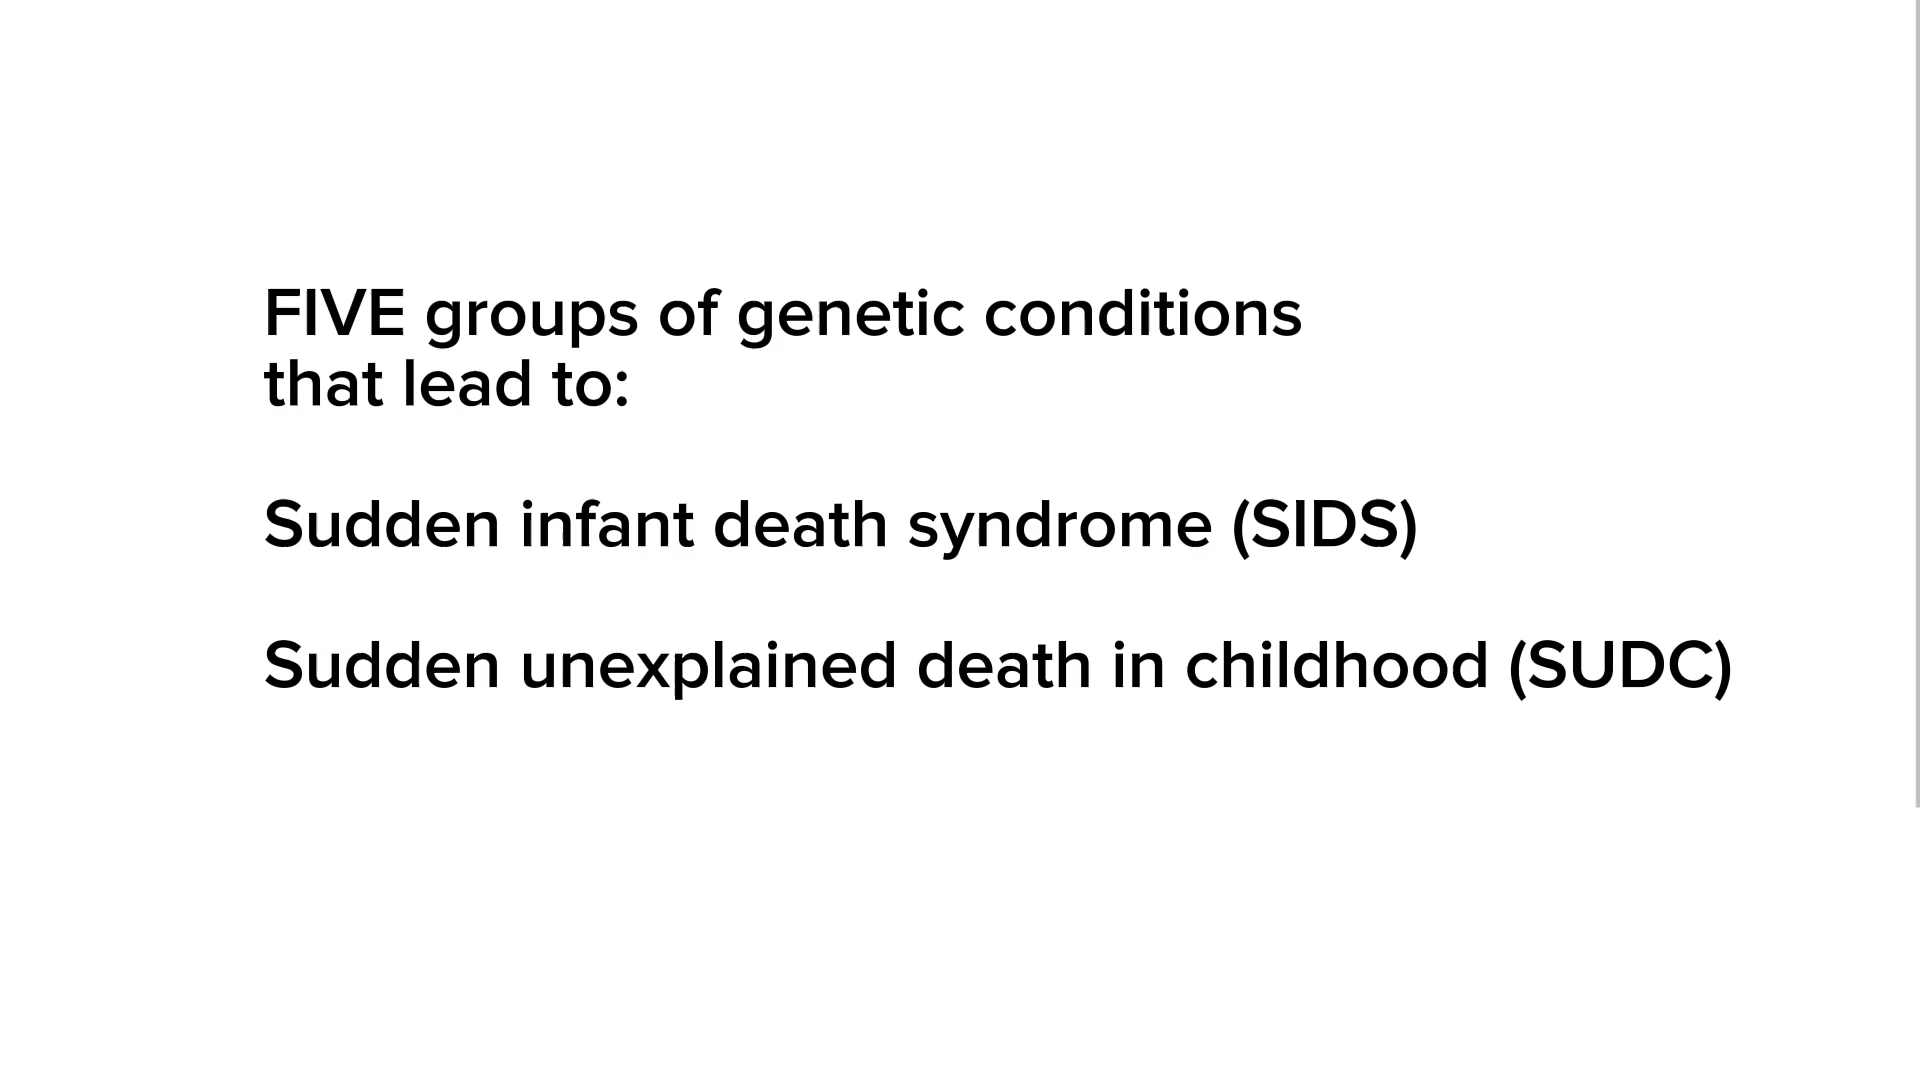 FIVE groups of genetic conditions
that lead to:
Sudden infant death syndrome (SIDS)
Sudden unexplained death in childhood (SUDC)